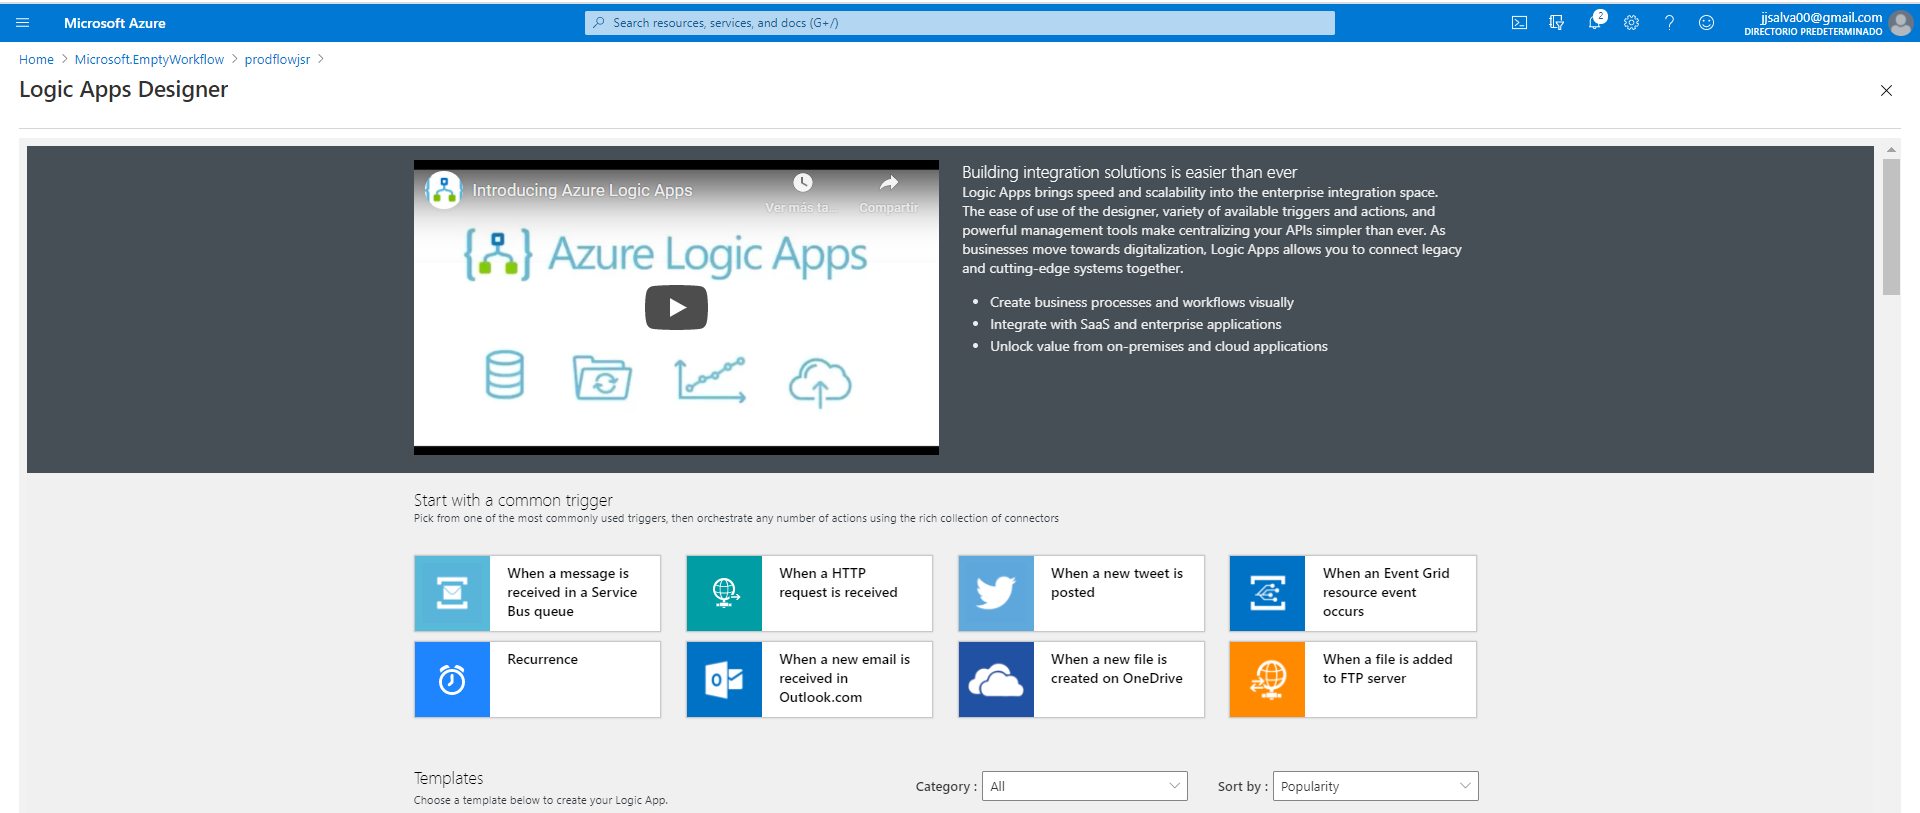 Microsoft Azure
Search resources, services, and docs (G+/)
2
jjsalva00@gmail.com
DIRECTORIO PREDETERMINADO
Home > Microsoft.EmptyWorkflow > prodflowjsr >
Logic Apps Designer
Introducing Azure Logic Apps
Ver más ta...
Compartir
Azure Logic Apps
Building integration solutions is easier than ever
Logic Apps brings speed and scalability into the enterprise integration space.
The ease of use of the designer, variety of available triggers and actions, and
powerful management tools make centralizing your APIs simpler than ever. As
businesses move towards digitalization, Logic Apps allows you to connect legacy
and cutting-edge systems together.
• Create business processes and workflows visually
• Integrate with SaaS and enterprise applications
• Unlock value from on-premises and cloud applications
Start with a common trigger
Pick from one of the most commonly used triggers, then orchestrate any number of actions using the rich collection of connectors
When a message is
received in a Service
Bus queue
When a HTTP
request is received
When a new tweet is
posted
When an Event Grid
resource event
occurs
Recurrence
When a new email is
received in
Outlook.com
When a new file is
created on OneDrive
When a file is added
to FTP server
Templates
Choose a template below to create your Logic App.
Category : All
Sort by : Popularity